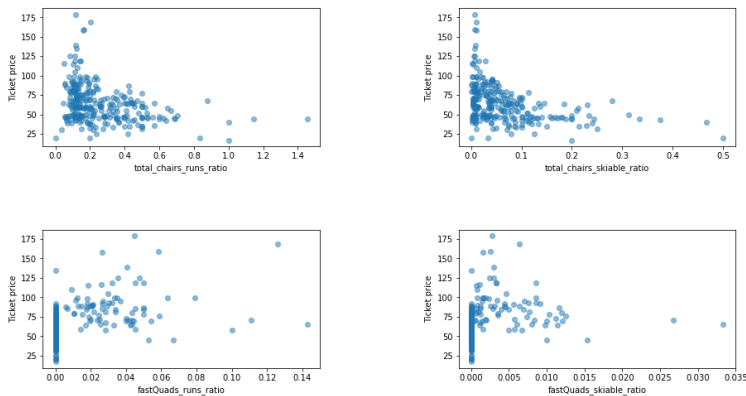 175
150
125
100
75
50
25
Ticket price
0.0 0.2 0.4 0.6 0.8 1.0 1.2 1.4
total_chairs_runs_ratio
175
150
125
100
75
50
25
Ticket price
0.0 0.1 0.2 0.3 0.4 0.5
total_chairs_skiable_ratio
175
150
125
100
75
50
25
Ticket price
0.00 0.02 0.04 0.06 0.08 0.10 0.12 0.14
fastQuads_runs_ratio
175
150
125
100
75
50
25
Ticket price
0.000 0.005 0.010 0.015 0.020 0.025 0.030 0.035
fastQuads_skiable_ratio